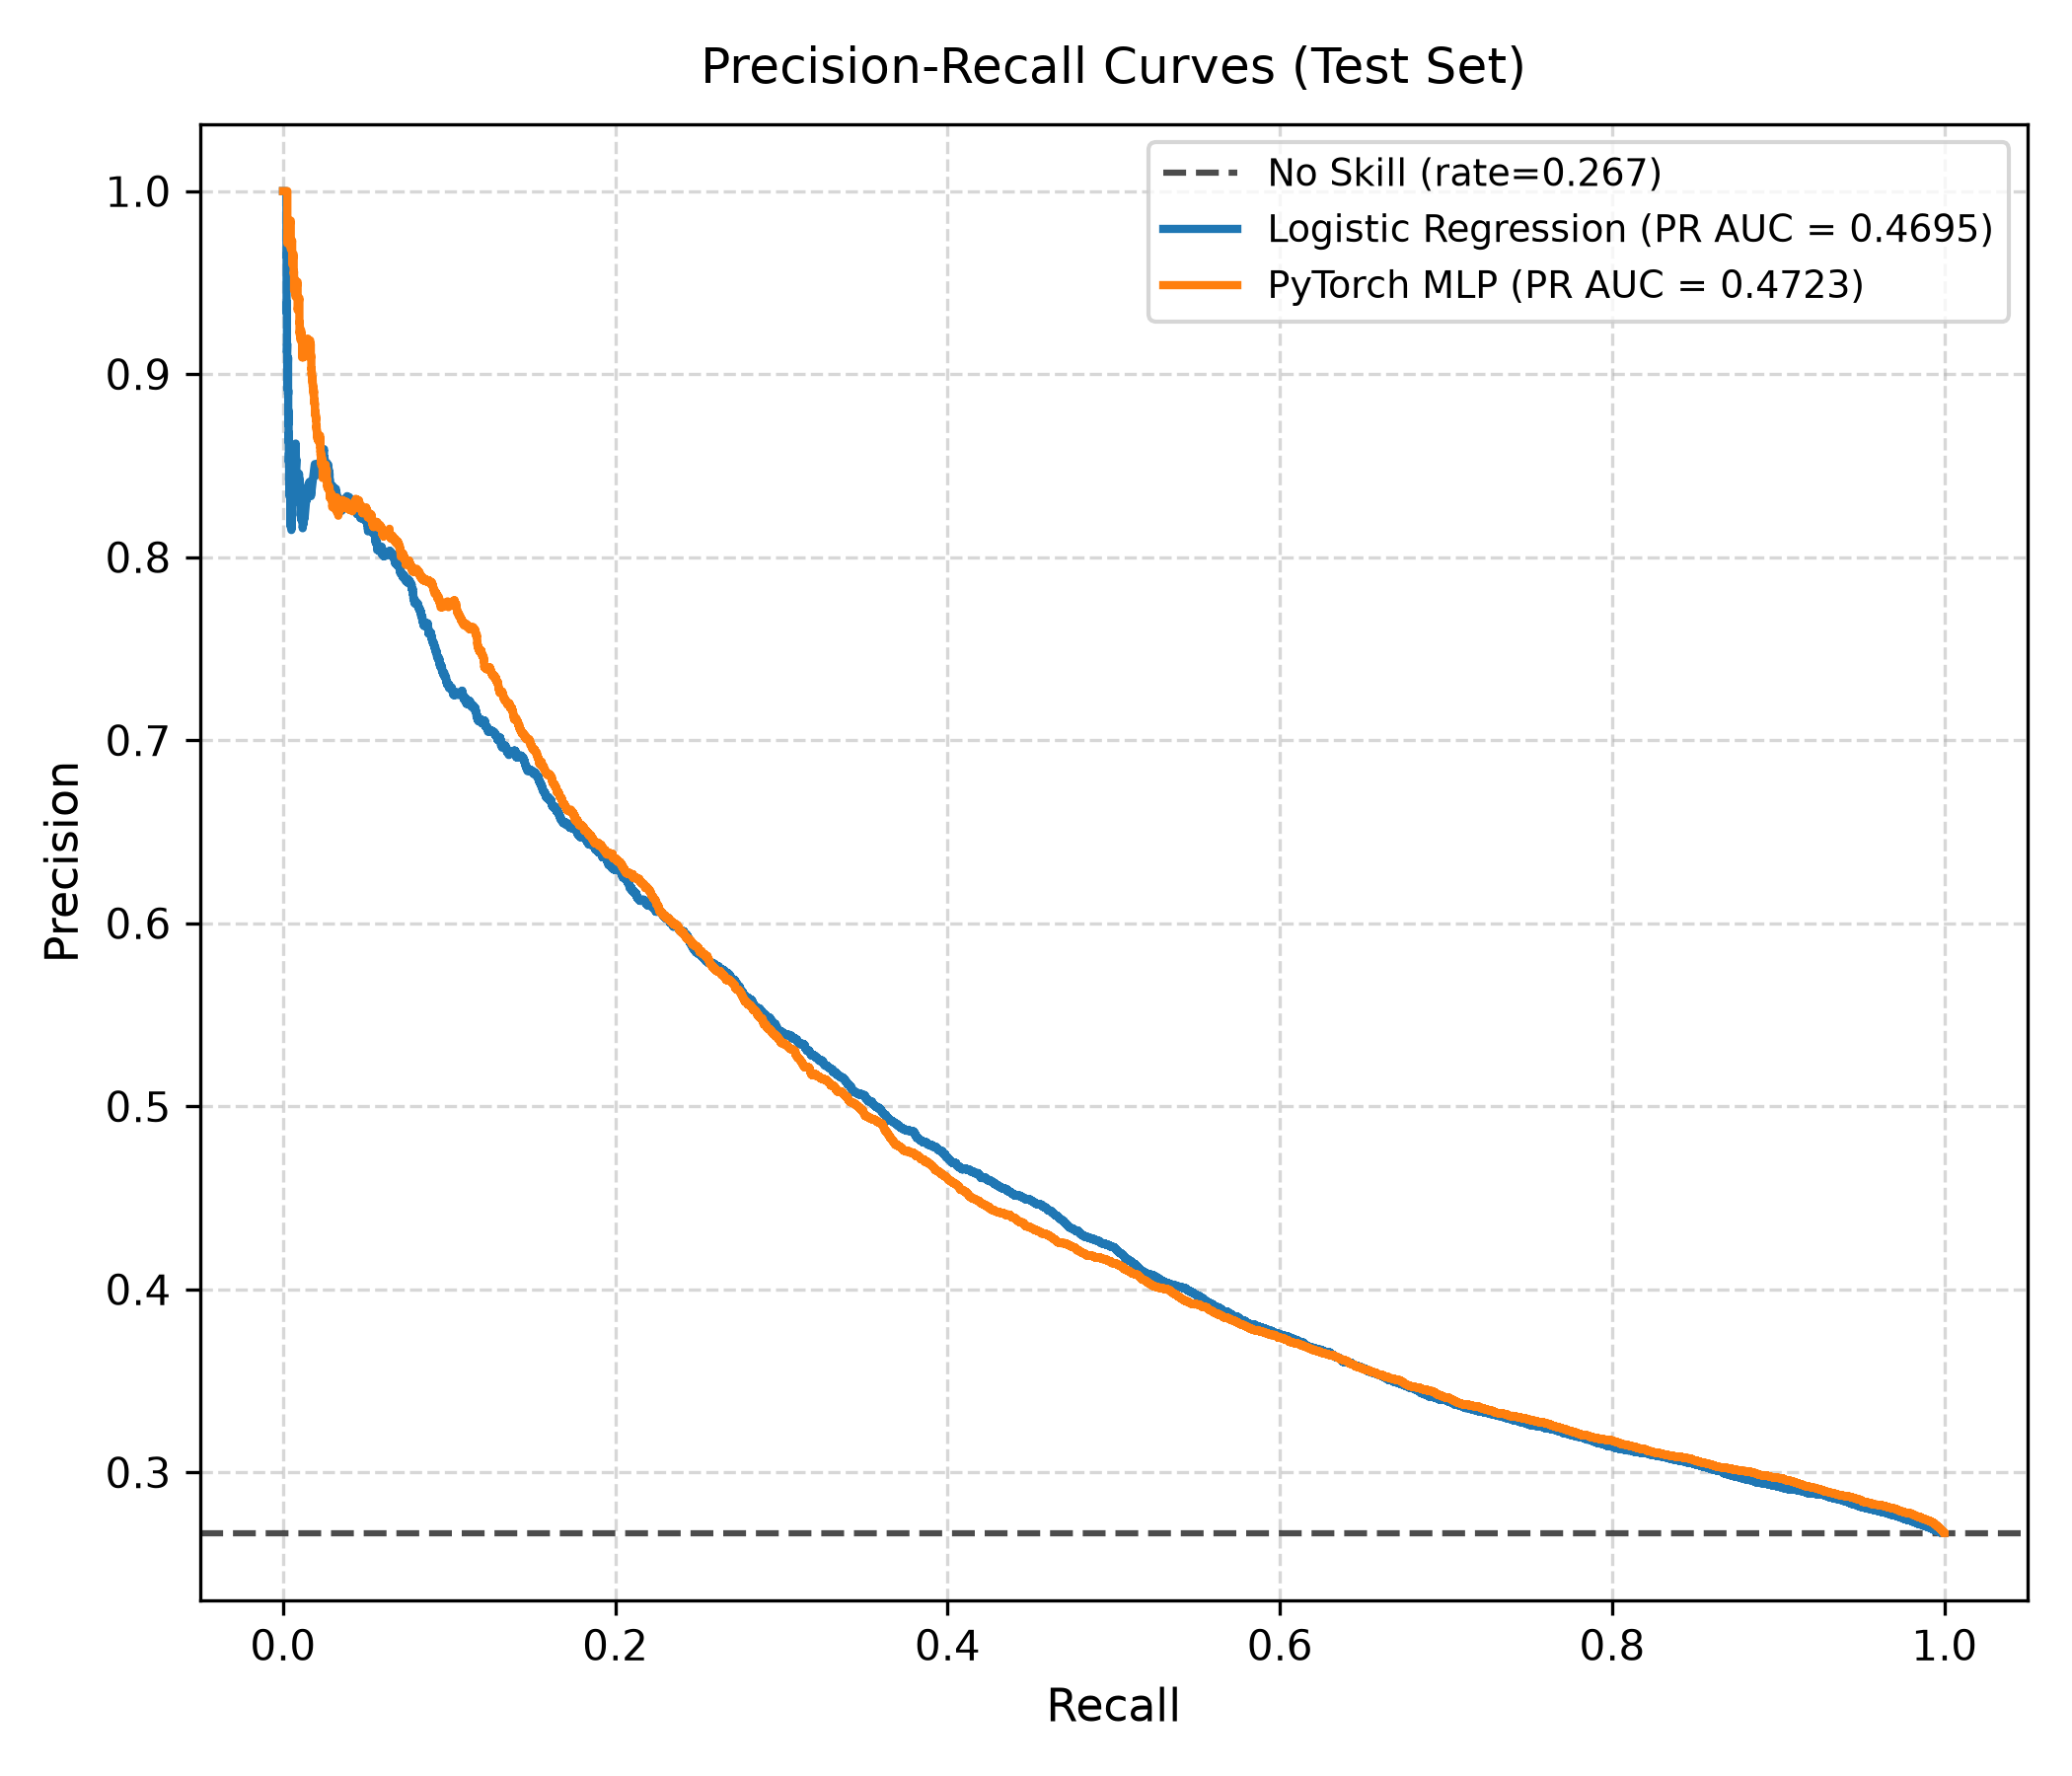 Precision-Recall Curves (Test Set)
No Skill (rate=0.267)
Logistic Regression (PR AUC = 0.4695)
PyTorch MLP (PR AUC = 0.4723)
Precision
1.0
0.9
0.8
0.7
0.6
0.5
0.4
0.3
0.0 0.2 0.4 0.6 0.8 1.0
Recall